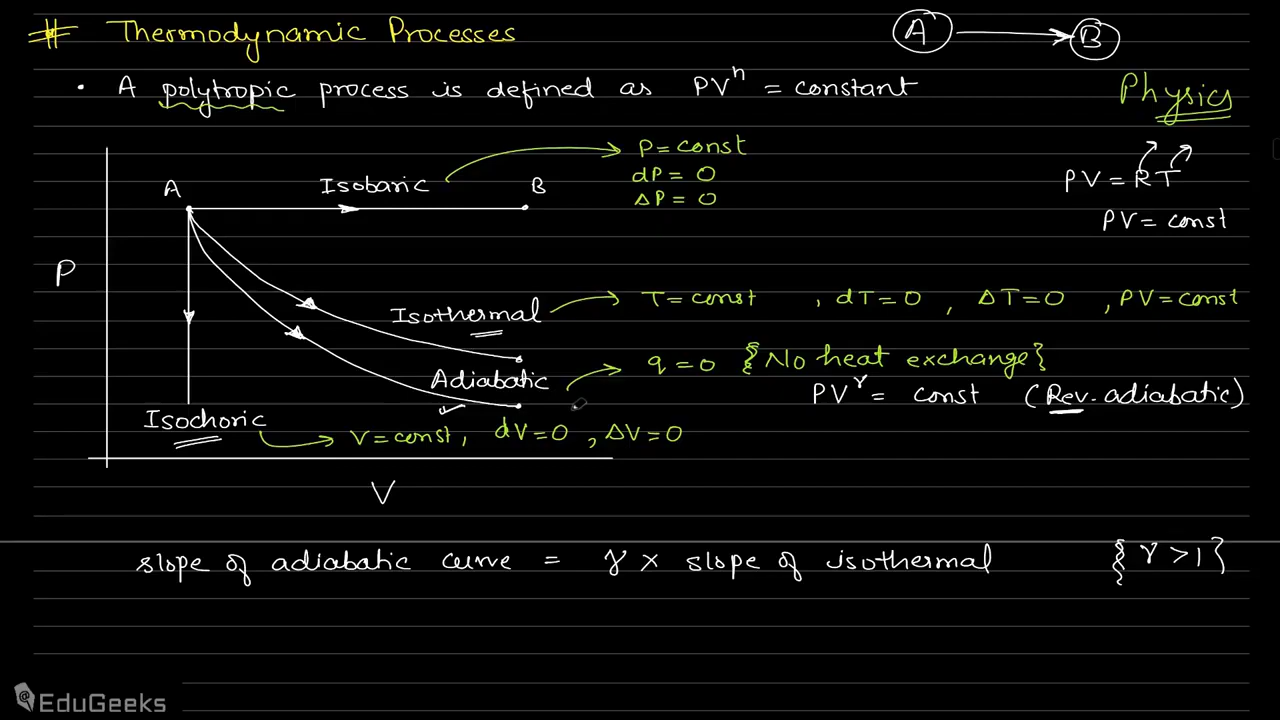 # Thermodynamic Processes
A → B
• A polytropic process is defined as PVⁿ = constant
Physics
P = const
dP = 0
ΔP = 0
PV = RT
PV = const
A Isobaric B
P
Isothermal
T = const , dT = 0 , ΔT = 0 , PV = const
Adiabatic
q = 0 {No heat exchange}
PV^γ = const (Rev. adiabatic)
Isochoric
V = const, dV = 0 , ΔV = 0
V
slope of adiabatic curve = γ × slope of isothermal {γ > 1}
EduGeeks